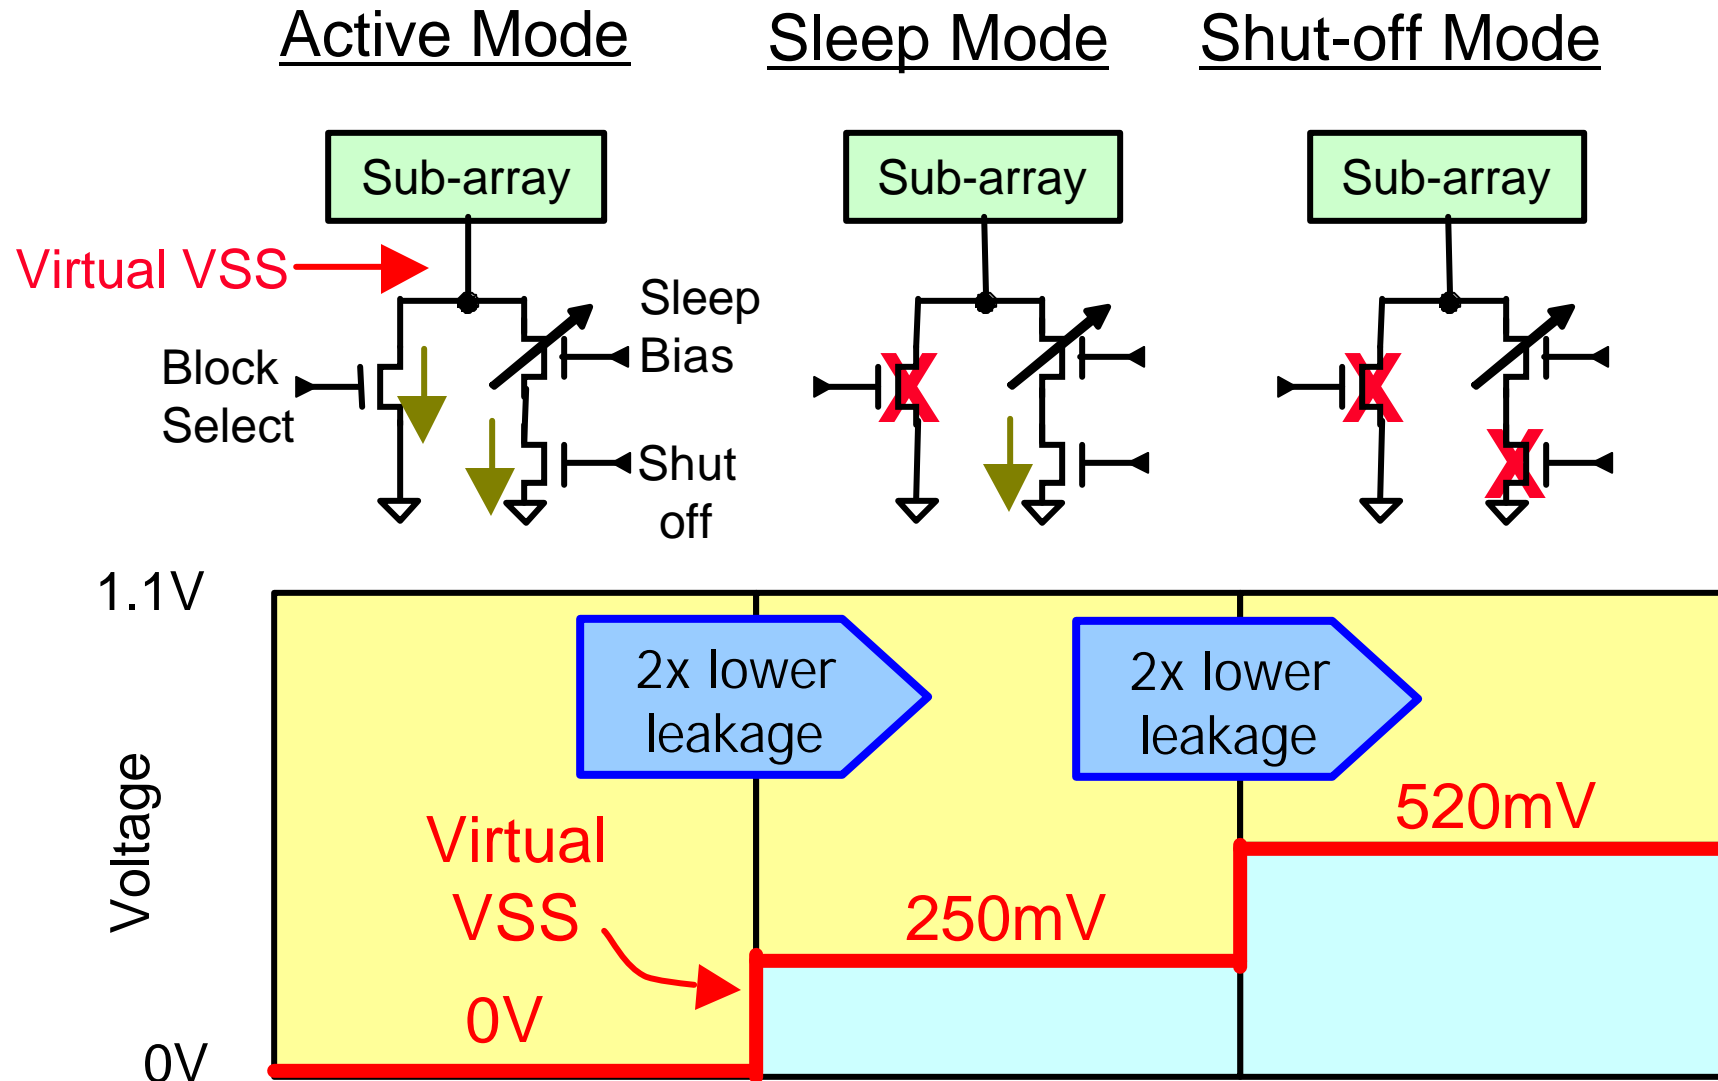 Active Mode
Sleep Mode
Shut-off Mode
Sub-array
Sub-array
Sub-array
Virtual VSS
Sleep
Bias
Block
Select
Shut
off
1.1V
2x lower
leakage
2x lower
leakage
Voltage
520mV
Virtual
VSS
250mV
0V
0V